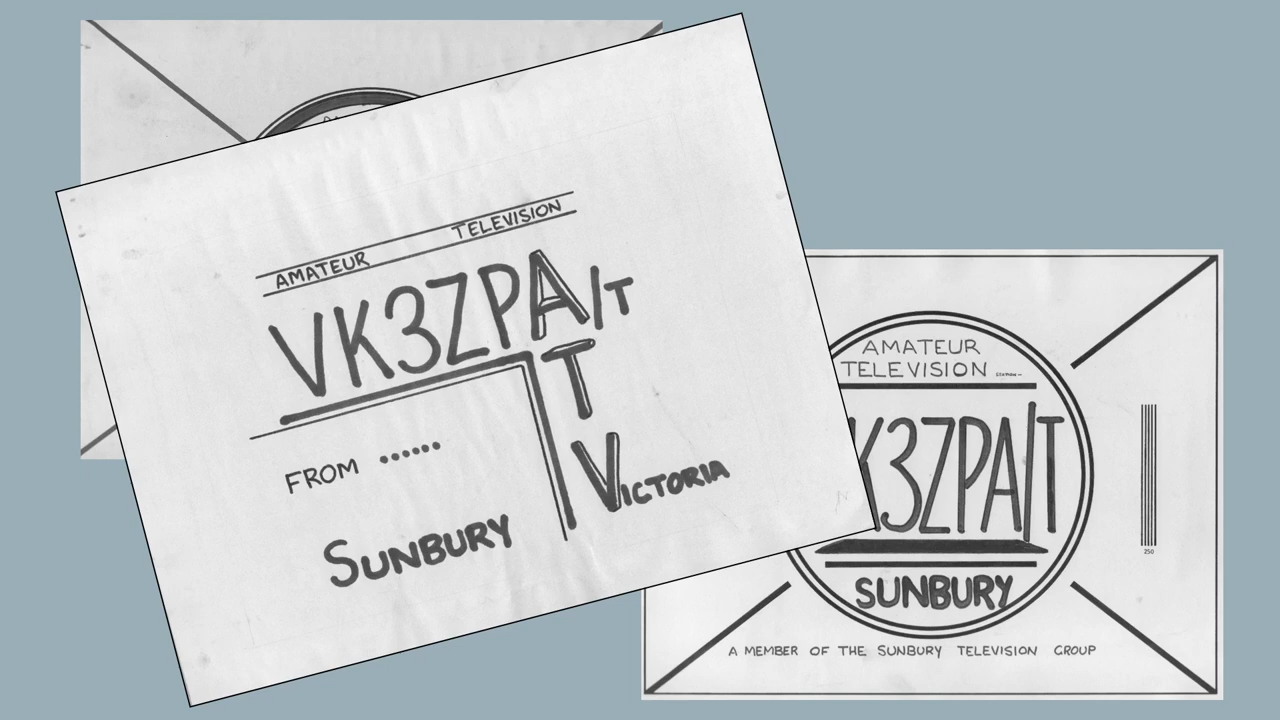 AMATEUR TELEVISION
VK3ZPA/T
T
FROM ......
VICTORIA
SUNBURY
AMATEUR
TELEVISION STATION
K3ZPA/T
250
SUNBURY
A MEMBER OF THE SUNBURY TELEVISION GROUP